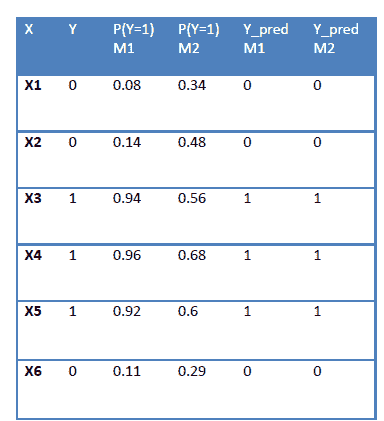 X Y P(Y=1) P(Y=1) Y_pred Y_pred
M1 M2 M1 M2
X1 0 0.08 0.34 0 0
X2 0 0.14 0.48 0 0
X3 1 0.94 0.56 1 1
X4 1 0.96 0.68 1 1
X5 1 0.92 0.6 1 1
X6 0 0.11 0.29 0 0